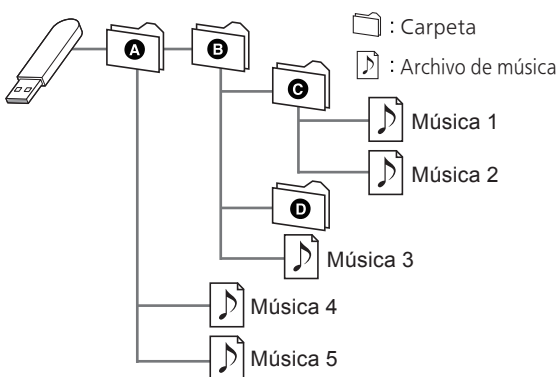 A
B
: Carpeta
: Archivo de música
C
Música 1
Música 2
D
Música 3
Música 4
Música 5